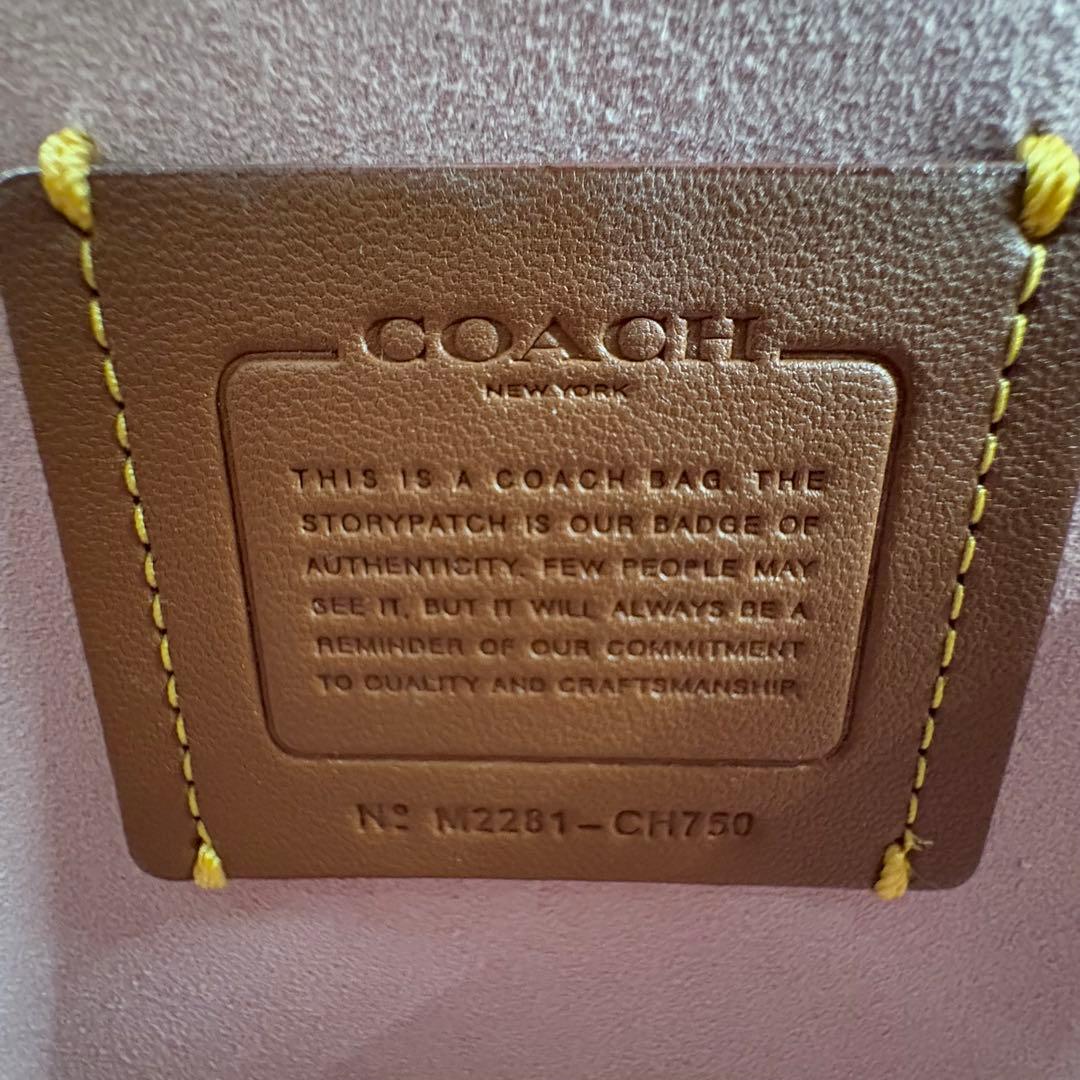 COACH
NEW YORK
THIS IS A COACH BAG. THE
STORYPATCH IS OUR BADGE OF
AUTHENTICITY. FEW PEOPLE MAY
SEE IT, BUT IT WILL ALWAYS BE A
REMINDER OF OUR COMMITMENT
TO QUALITY AND CRAFTSMANSHIP.
Nº M2281-CH750